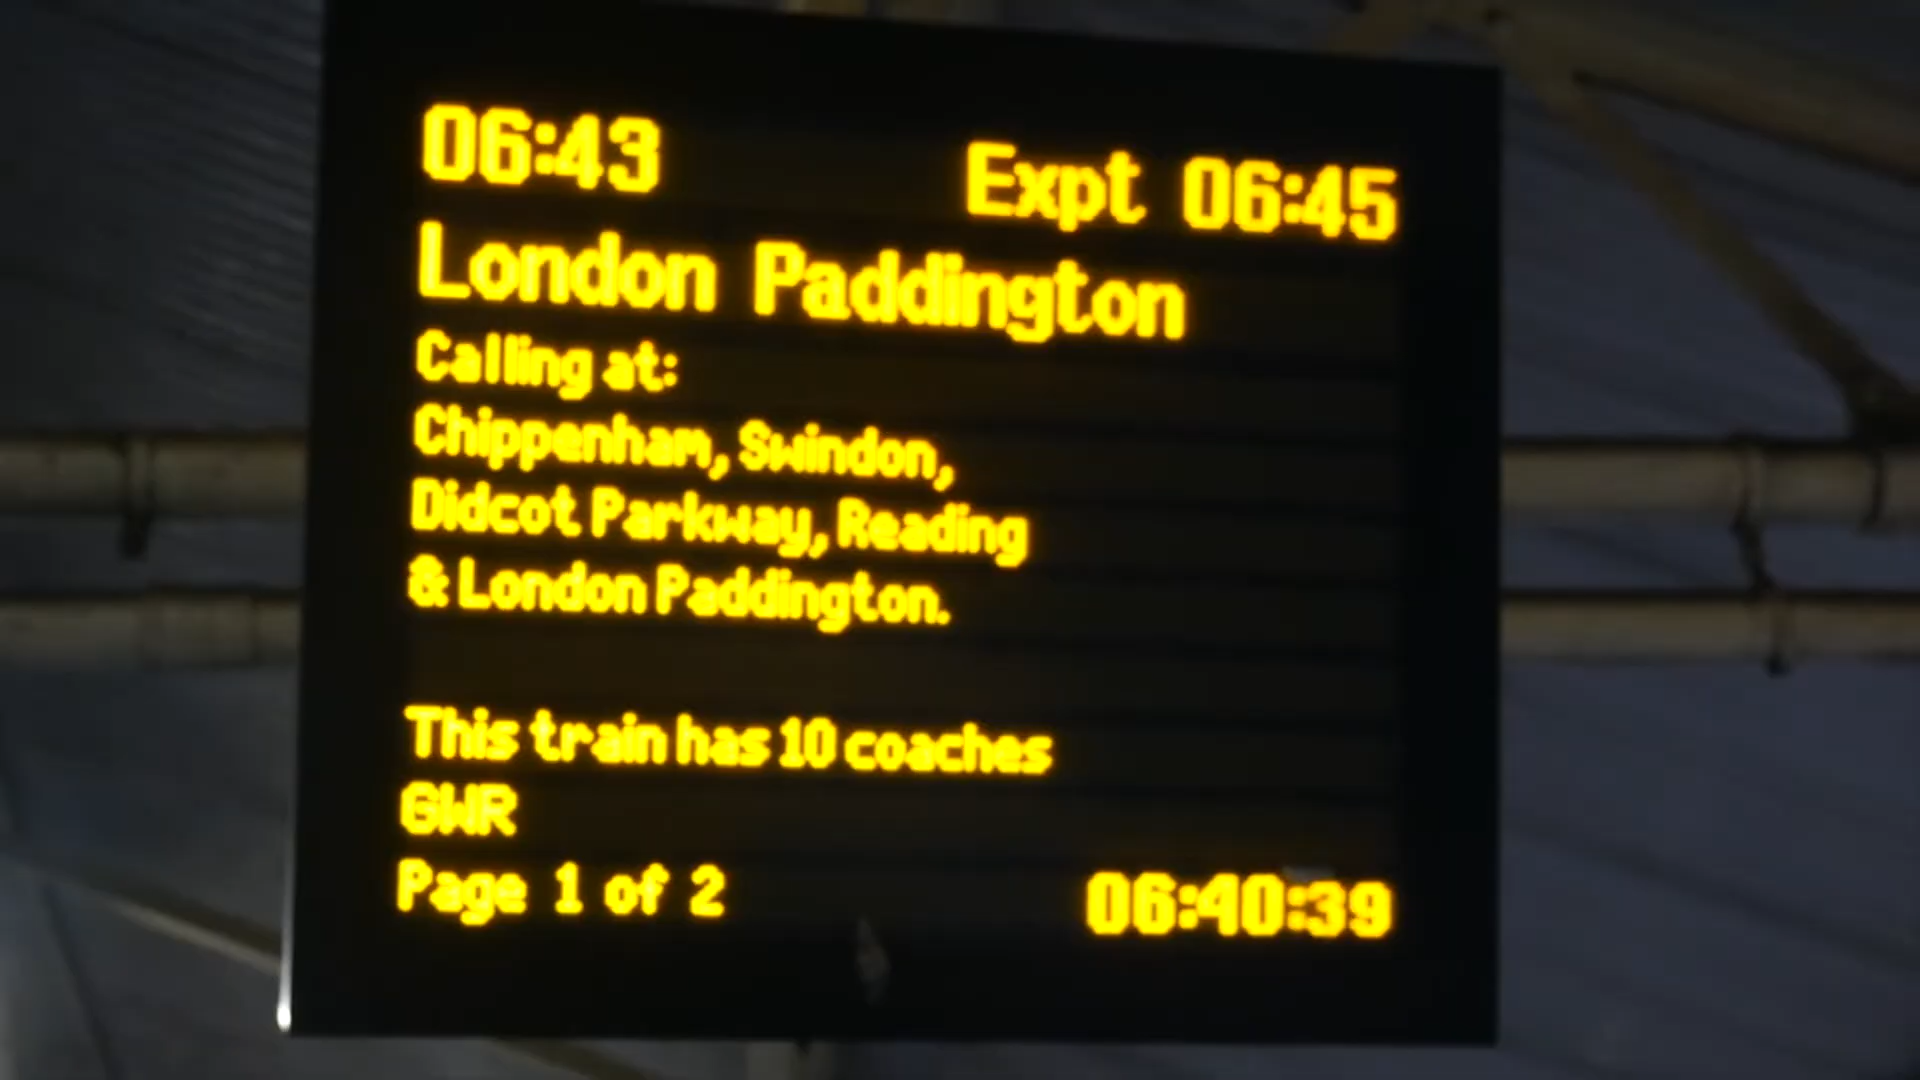 06:43 Expt 06:45
London Paddington
Calling at:
Chippenham, Swindon,
Didcot Parkway, Reading
& London Paddington.
This train has 10 coaches
GWR
Page 1 of 2 06:40:39